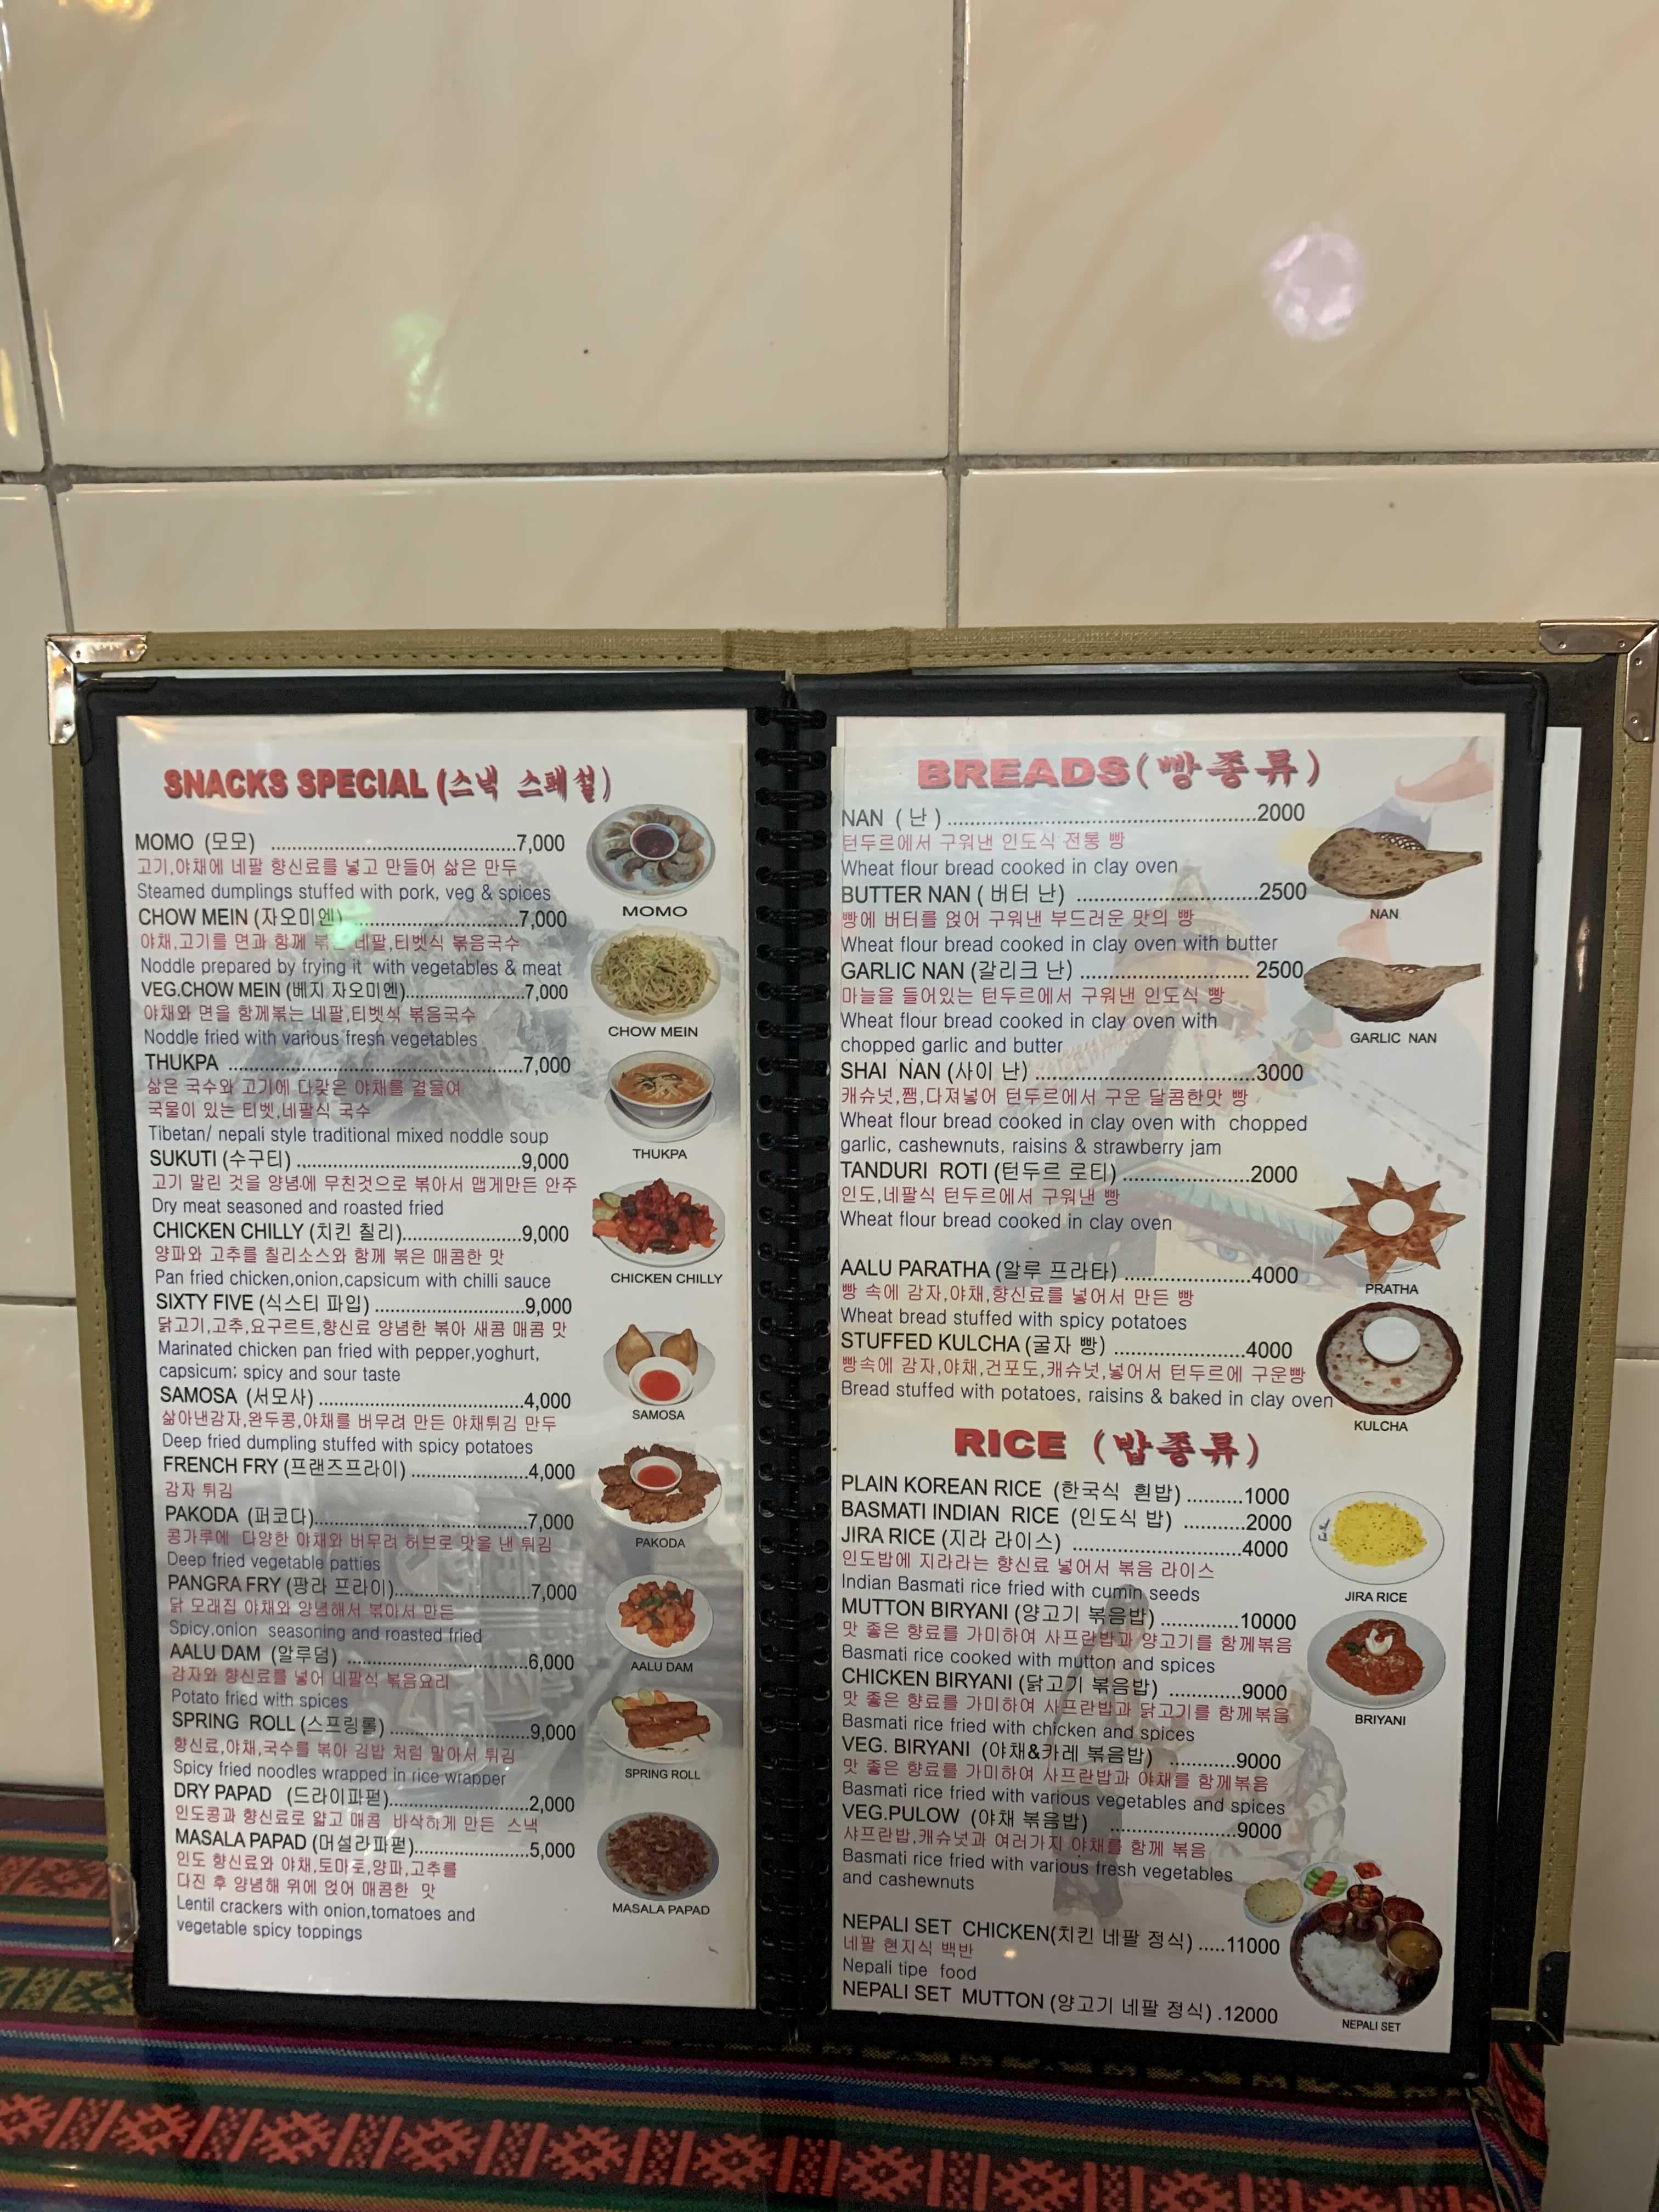 SNACKS SPECIAL (스낵 스페셜)
MOMO (모모) ........................................7,000
고기,야채에 네팔 향신료를 넣고 만들어 삶은 만두
Steamed dumplings stuffed with pork, veg & spices
CHOW MEIN (자오미엔) ............................7,000
야채,고기를 면과 함께 볶는 네팔,티벳식 볶음국수
Noddle prepared by frying it with vegetables & meat
VEG.CHOW MEIN (베지 자오미엔)....................7,000
야채와 면을 함께볶는 네팔,티벳식 볶음국수
Noddle fried with various fresh vegetables
THUKPA ................................................7,000
삶은 국수와 고기에 다갖은 야채를 곁들여
국물이 있는 티벳,네팔식 국수
Tibetan/ nepali style traditional mixed noddle soup
SUKUTI (수구티) .....................................9,000
고기 말린 것을 양념에 무친것으로 볶아서 맵게만든 안주
Dry meat seasoned and roasted fried
CHICKEN CHILLY (치킨 칠리)....................9,000
양파와 고추를 칠리소스와 함께 볶은 매콤한 맛
Pan fried chicken,onion,capsicum with chilli sauce
SIXTY FIVE (식스티 파입) .........................9,000
닭고기,고추,요구르트,향신료 양념한 볶아 새콤 매콤 맛
Marinated chicken pan fried with pepper,yoghurt,
capsicum; spicy and sour taste
SAMOSA (서모사) ..................................4,000
삶아낸감자,완두콩,야채를 버무려 만든 야채튀김 만두
Deep fried dumpling stuffed with spicy potatoes
FRENCH FRY (프랜즈프라이) ...................4,000
감자 튀김
PAKODA (퍼코다)...................................7,000
콩가루에 다양한 야채와 버무려 허브로 맛을 낸 튀김
Deep fried vegetable patties
PANGRA FRY (팡라 프라이)......................7,000
닭 모래집 야채와 양념해서 볶아서 만든
Spicy.onion seasoning and roasted fried
AALU DAM (알루덤) ..............................6,000
감자와 향신료를 넣어 네팔식 볶음요리
Potato fried with spices
SPRING ROLL (스프링롤) .......................9,000
향신료,야채,국수를 볶아 김밥 처럼 말아서 튀김
Spicy fried noodles wrapped in rice wrapper
DRY PAPAD (드라이파펃).......................2,000
인도콩과 향신료로 얇고 매콤 바삭하게 만든 스낵
MASALA PAPAD (머설라파펃)...................5,000
인도 향신료와 야채,토마토,양파,고추를
다진 후 양념해 위에 얹어 매콤한 맛
Lentil crackers with onion,tomatoes and
vegetable spicy toppings
MOMO
CHOW MEIN
THUKPA
CHICKEN CHILLY
SAMOSA
PAKODA
AALU DAM
SPRING ROLL
MASALA PAPAD
BREADS(빵종류)
NAN (난) ..................................................2000
턴두르에서 구워낸 인도식 전통 빵
Wheat flour bread cooked in clay oven
BUTTER NAN ( 버터 난) ................................2500
빵에 버터를 얹어 구워낸 부드러운 맛의 빵
Wheat flour bread cooked in clay oven with butter
GARLIC NAN (갈리크 난) ............................ 2500
마늘을 들어있는 턴두르에서 구워낸 인도식 빵
Wheat flour bread cooked in clay oven with
chopped garlic and butter
SHAI NAN (사이 난) ....................................3000
캐슈넛,쨈,다져넣어 턴두르에서 구운 달콤한맛 빵
Wheat flour bread cooked in clay oven with chopped
garlic, cashewnuts, raisins & strawberry jam
TANDURI ROTI (턴두르 로티) .....................2000
인도,네팔식 턴두르에서 구워낸 빵
Wheat flour bread cooked in clay oven
AALU PARATHA (알루 프라타) .....................4000
빵 속에 감자,야채,향신료를 넣어서 만든 빵
Wheat bread stuffed with spicy potatoes
STUFFED KULCHA (굴자 빵) .....................4000
빵속에 감자,야채,건포도,캐슈넛,넣어서 턴두르에 구운빵
Bread stuffed with potatoes, raisins & baked in clay oven
NAN
GARLIC NAN
PRATHA
KULCHA
RICE (밥종류)
PLAIN KOREAN RICE (한국식 흰밥) ..........1000
BASMATI INDIAN RICE (인도식 밥) ...........2000
JIRA RICE (지라 라이스) ............................4000
인도밥에 지라라는 향신료 넣어서 볶음 라이스
Indian Basmati rice fried with cumin seeds
MUTTON BIRYANI (양고기 볶음밥) .............10000
맛 좋은 향료를 가미하여 사프란밥과 양고기를 함께볶음
Basmati rice cooked with mutton and spices
CHICKEN BIRYANI (닭고기 볶음밥) ............9000
맛 좋은 향료를 가미하여 사프란밥과 닭고기를 함께볶음
Basmati rice fried with chicken and spices
VEG. BIRYANI (야채&카레 볶음밥) ...........9000
맛 좋은 향료를 가미하여 사프란밥과 야채를 함께볶음
Basmati rice fried with various vegetables and spices
VEG.PULOW (야채 볶음밥) .....................9000
샤프란밥,캐슈넛과 여러가지 야채를 함께 볶음
Basmati rice fried with various fresh vegetables
and cashewnuts
NEPALI SET CHICKEN(치킨 네팔 정식) .....11000
네팔 현지식 백반
Nepali tipe food
NEPALI SET MUTTON (양고기 네팔 정식) .12000
JIRA RICE
BRIYANI
NEPALI SET